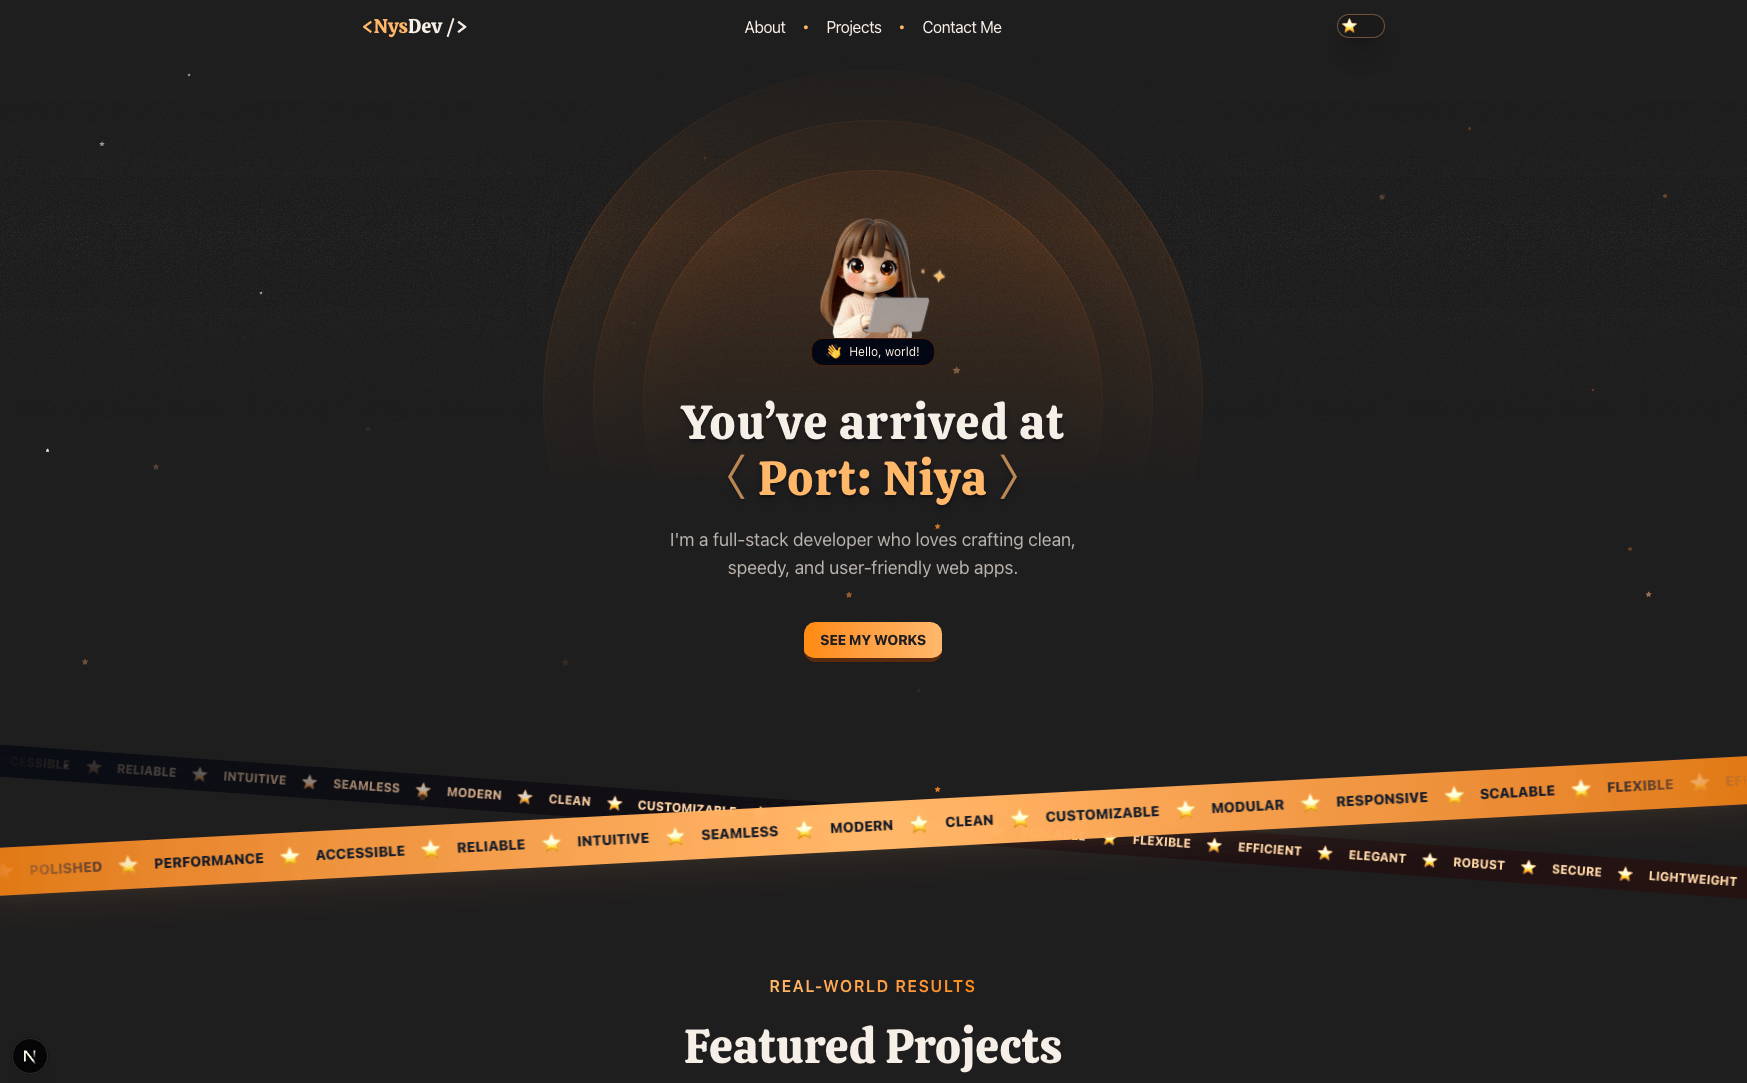 <NysDev />
About • Projects • Contact Me
👋 Hello, world!
You’ve arrived at
〈 Port: Niya 〉
I'm a full-stack developer who loves crafting clean,
speedy, and user-friendly web apps.
SEE MY WORKS
RELIABLE ★ INTUITIVE ★ SEAMLESS ★ MODERN ★ CLEAN ★ CUSTOMIZABLE
FLEXIBLE ★ EFFICIENT ★ ELEGANT ★ ROBUST ★ SECURE ★ LIGHTWEIGHT
POLISHED ★ PERFORMANCE ★ ACCESSIBLE ★ RELIABLE ★ INTUITIVE ★ SEAMLESS ★ MODERN ★ CLEAN ★ CUSTOMIZABLE ★ MODULAR ★ RESPONSIVE ★ SCALABLE ★ FLEXIBLE
REAL-WORLD RESULTS
Featured Projects
N